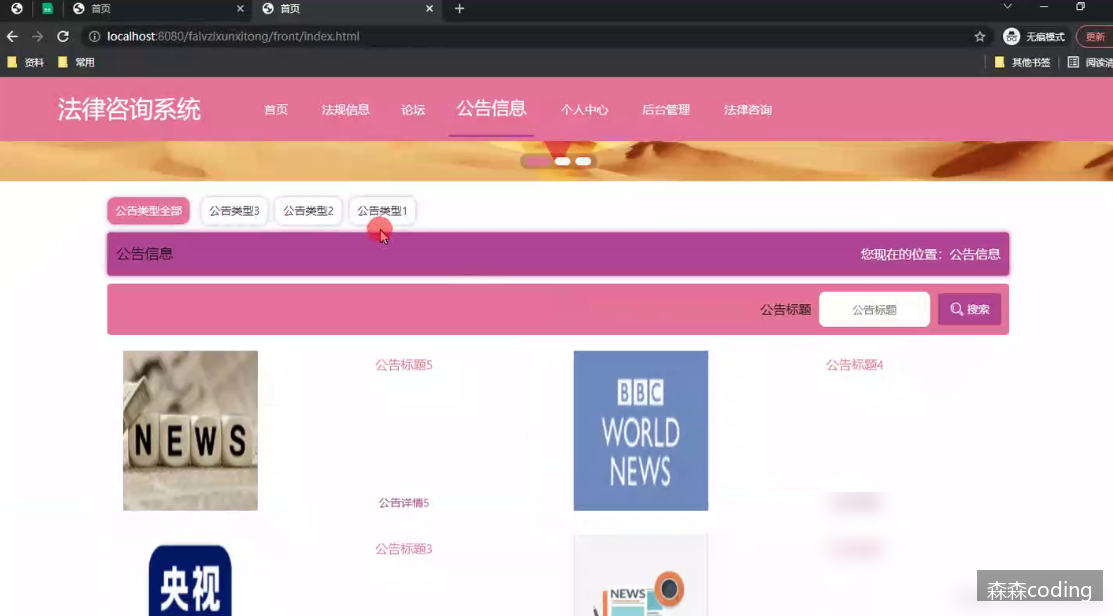 首页
首页
localhost:8080/falvzixunxitong/front/index.html
无痕模式
更新
资料
常用
其他书签
阅读清
法律咨询系统
首页
法规信息
论坛
公告信息
个人中心
后台管理
法律咨询
公告类型全部
公告类型3
公告类型2
公告类型1
公告信息
您现在的位置：公告信息
公告标题
公告标题
搜索
NEWS
公告标题5
公告详情5
BBC
WORLD
NEWS
公告标题4
央视
公告标题3
NEWS
森森coding